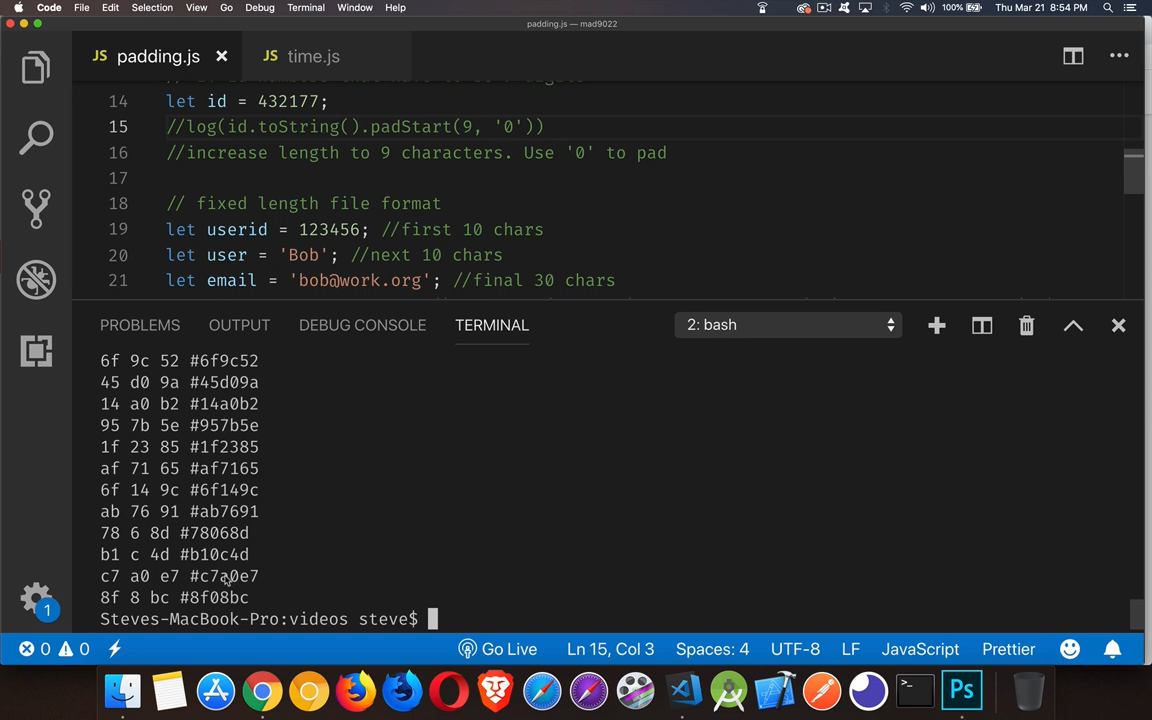 Code File Edit Selection View Go Debug Terminal Window Help 100% Thu Mar 21 8:54 PM
padding.js — mad9022
JS padding.js JS time.js
14 let id = 432177;
15 //log(id.toString().padStart(9, '0'))
16 //increase length to 9 characters. Use '0' to pad
17
18 // fixed length file format
19 let userid = 123456; //first 10 chars
20 let user = 'Bob'; //next 10 chars
21 let email = 'bob@work.org'; //final 30 chars
PROBLEMS OUTPUT DEBUG CONSOLE TERMINAL 2: bash
6f 9c 52 #6f9c52
45 d0 9a #45d09a
14 a0 b2 #14a0b2
95 7b 5e #957b5e
1f 23 85 #1f2385
af 71 65 #af7165
6f 14 9c #6f149c
ab 76 91 #ab7691
78 6 8d #78068d
b1 c 4d #b10c4d
c7 a0 e7 #c7a0e7
8f 8 bc #8f08bc
Steves-MacBook-Pro:videos steve$
1
0 0 Go Live Ln 15, Col 3 Spaces: 4 UTF-8 LF JavaScript Prettier
>_ Ps